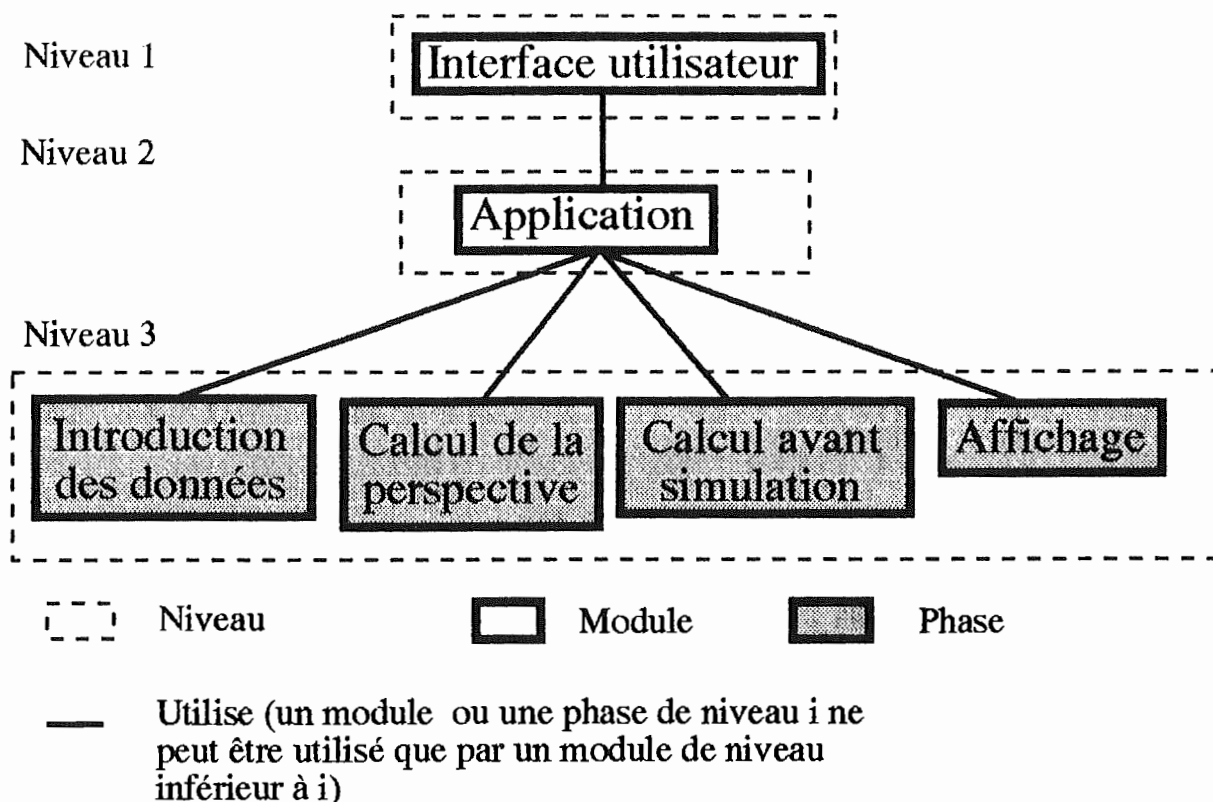 Niveau 1
Interface utilisateur
Niveau 2
Application
Niveau 3
Introduction
des données
Calcul de la
perspective
Calcul avant
simulation
Affichage
Niveau
Module
Phase
Utilise (un module ou une phase de niveau i ne
peut être utilisé que par un module de niveau
inférieur à i)